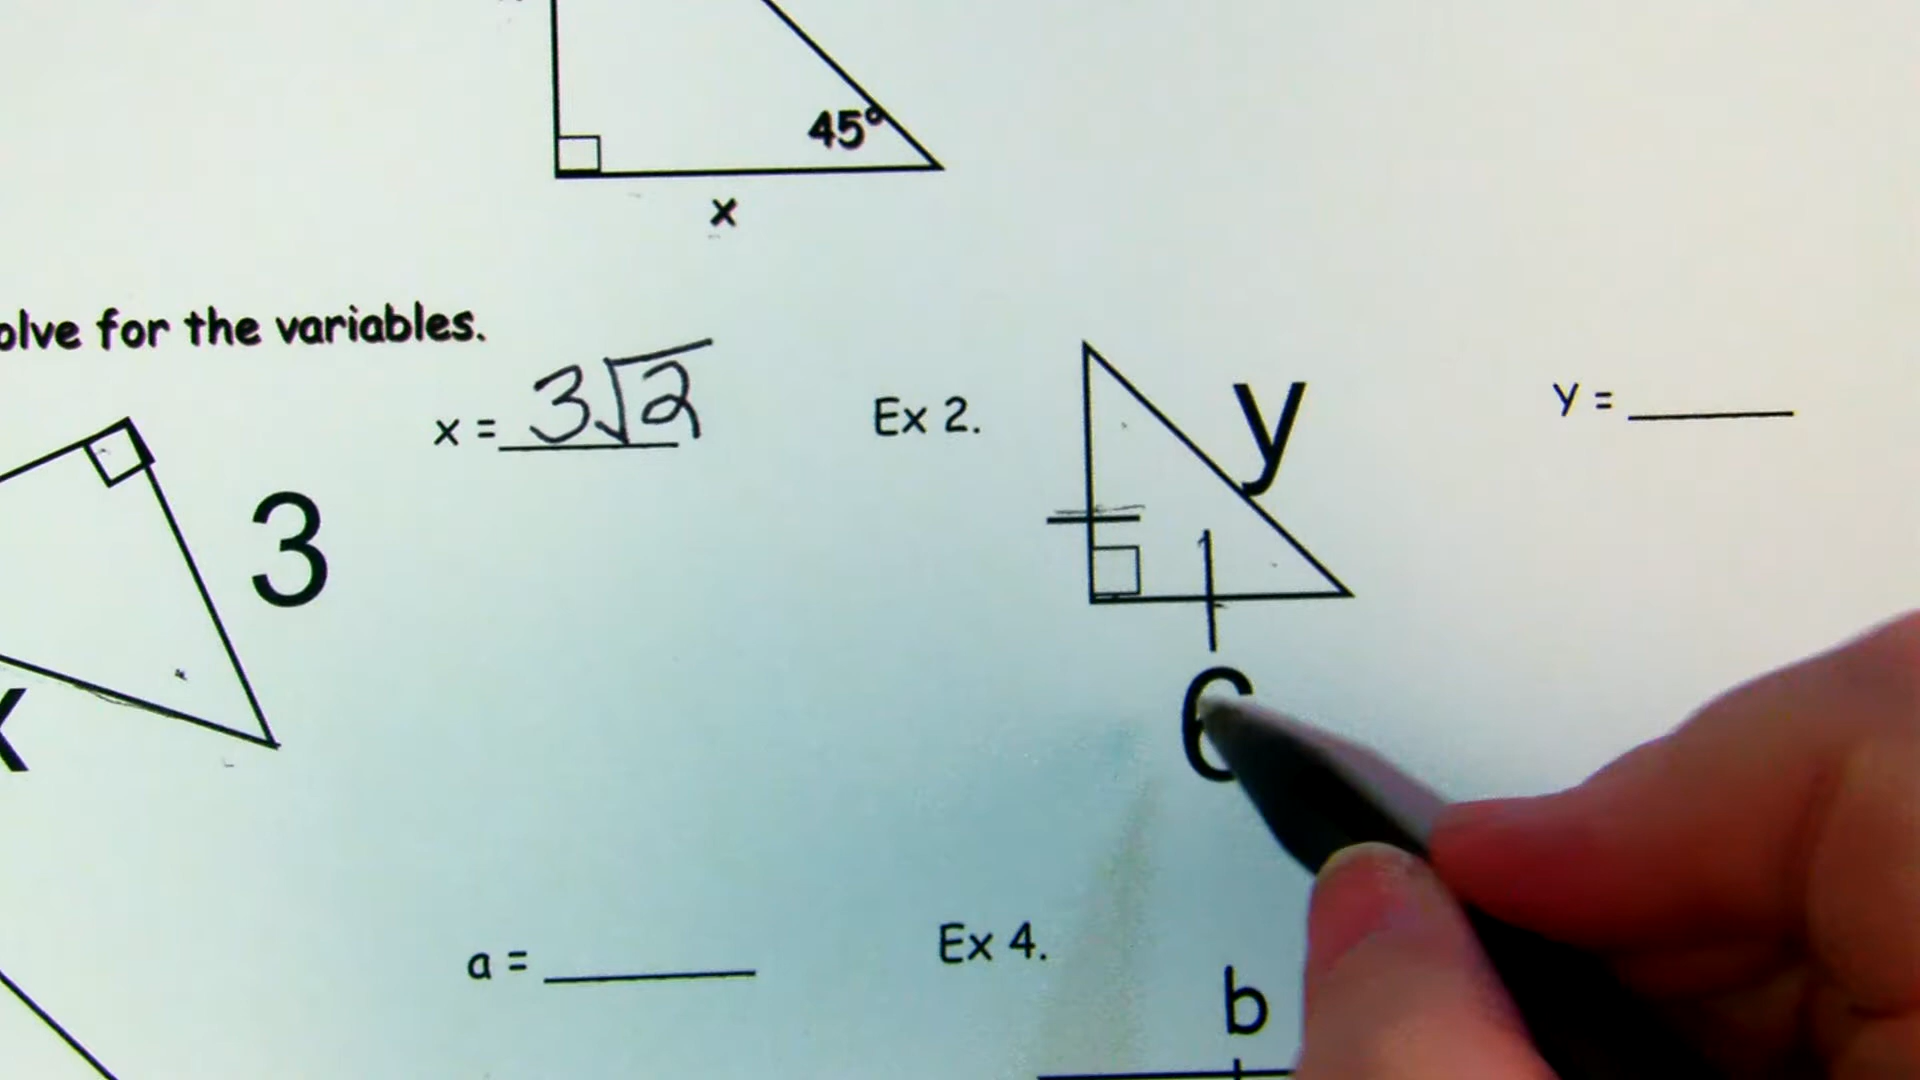 45°
x
olve for the variables.
x = 3√2
Ex 2.
y
y =
3
x
6
a =
Ex 4.
b